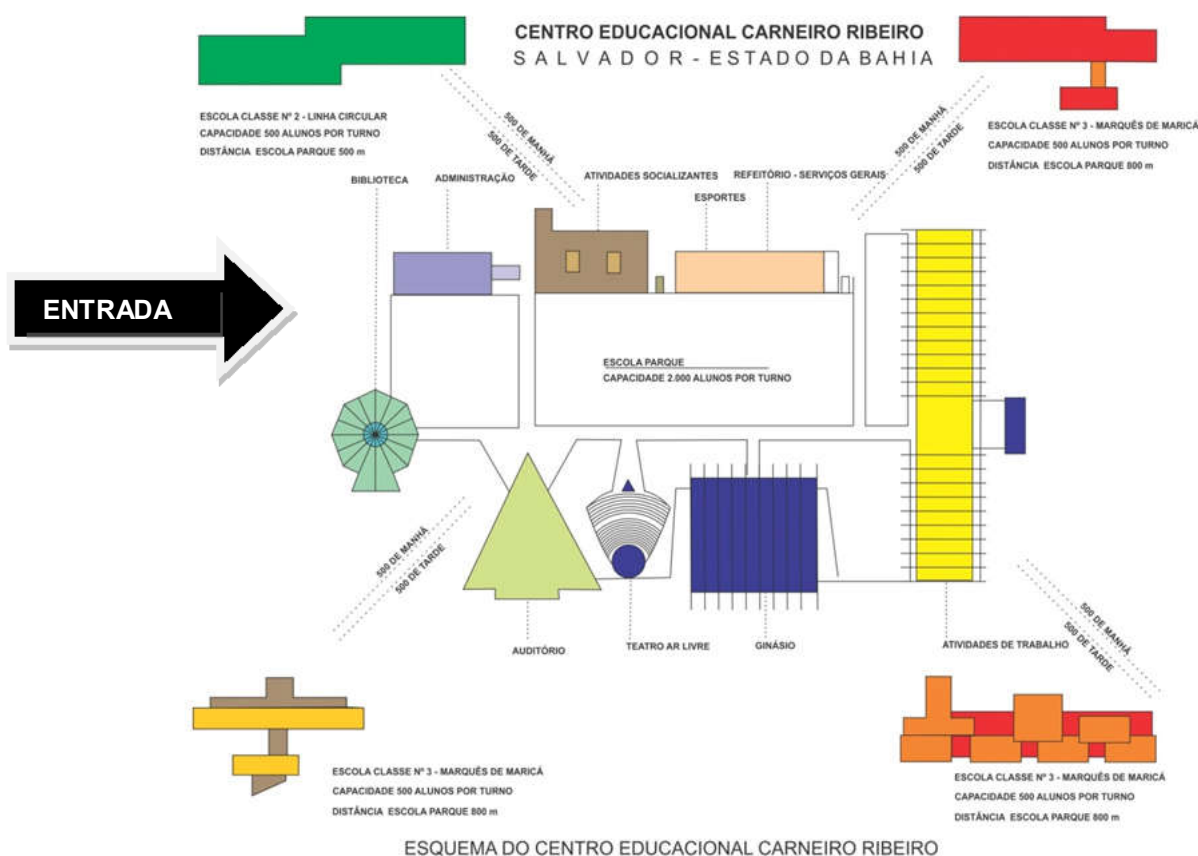 CENTRO EDUCACIONAL CARNEIRO RIBEIRO
SALVADOR - ESTADO DA BAHIA
ESCOLA CLASSE Nº 2 - LINHA CIRCULAR
CAPACIDADE 500 ALUNOS POR TURNO
DISTÂNCIA ESCOLA PARQUE 500 m
500 DE MANHÃ
500 DE TARDE
500 DE MANHÃ
500 DE TARDE
ESCOLA CLASSE Nº 3 - MARQUÊS DE MARICÁ
CAPACIDADE 500 ALUNOS POR TURNO
DISTÂNCIA ESCOLA PARQUE 800 m
BIBLIOTECA
ADMINISTRAÇÃO
ATIVIDADES SOCIALIZANTES
ESPORTES
REFEITÓRIO - SERVIÇOS GERAIS
ENTRADA
ESCOLA PARQUE
CAPACIDADE 2.000 ALUNOS POR TURNO
500 DE MANHÃ
500 DE TARDE
AUDITÓRIO
TEATRO AR LIVRE
GINÁSIO
ATIVIDADES DE TRABALHO
500 DE MANHÃ
500 DE TARDE
ESCOLA CLASSE Nº 3 - MARQUÊS DE MARICÁ
CAPACIDADE 500 ALUNOS POR TURNO
DISTÂNCIA ESCOLA PARQUE 800 m
ESCOLA CLASSE Nº 3 - MARQUÊS DE MARICÁ
CAPACIDADE 500 ALUNOS POR TURNO
DISTÂNCIA ESCOLA PARQUE 800 m
ESQUEMA DO CENTRO EDUCACIONAL CARNEIRO RIBEIRO